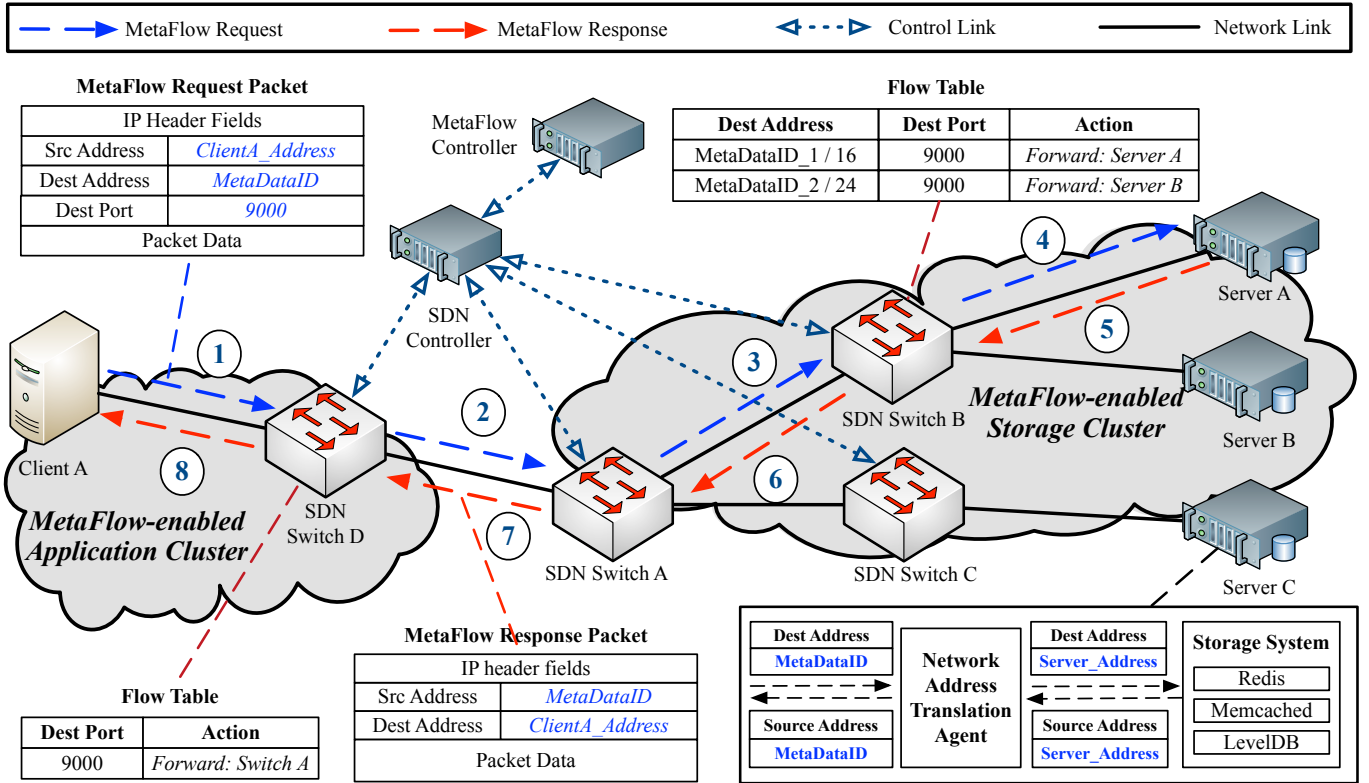 MetaFlow Request
MetaFlow Response
Control Link
Network Link
MetaFlow Request Packet
IP Header Fields
Src Address
ClientA_Address
Dest Address
MetaDataID
Dest Port
9000
Packet Data
MetaFlow
Controller
SDN
Controller
Flow Table
Dest Address
Dest Port
Action
MetaDataID_1 / 16
9000
Forward: Server A
MetaDataID_2 / 24
9000
Forward: Server B
1
2
3
4
5
6
7
8
Client A
SDN
Switch D
SDN Switch A
SDN Switch B
SDN Switch C
Server A
Server B
Server C
MetaFlow-enabled
Application Cluster
MetaFlow-enabled
Storage Cluster
Flow Table
Dest Port
Action
9000
Forward: Switch A
MetaFlow Response Packet
IP header fields
Src Address
MetaDataID
Dest Address
ClientA_Address
Packet Data
Dest Address
MetaDataID
Source Address
MetaDataID
Network
Address
Translation
Agent
Dest Address
Server_Address
Source Address
Server_Address
Storage System
Redis
Memcached
LevelDB